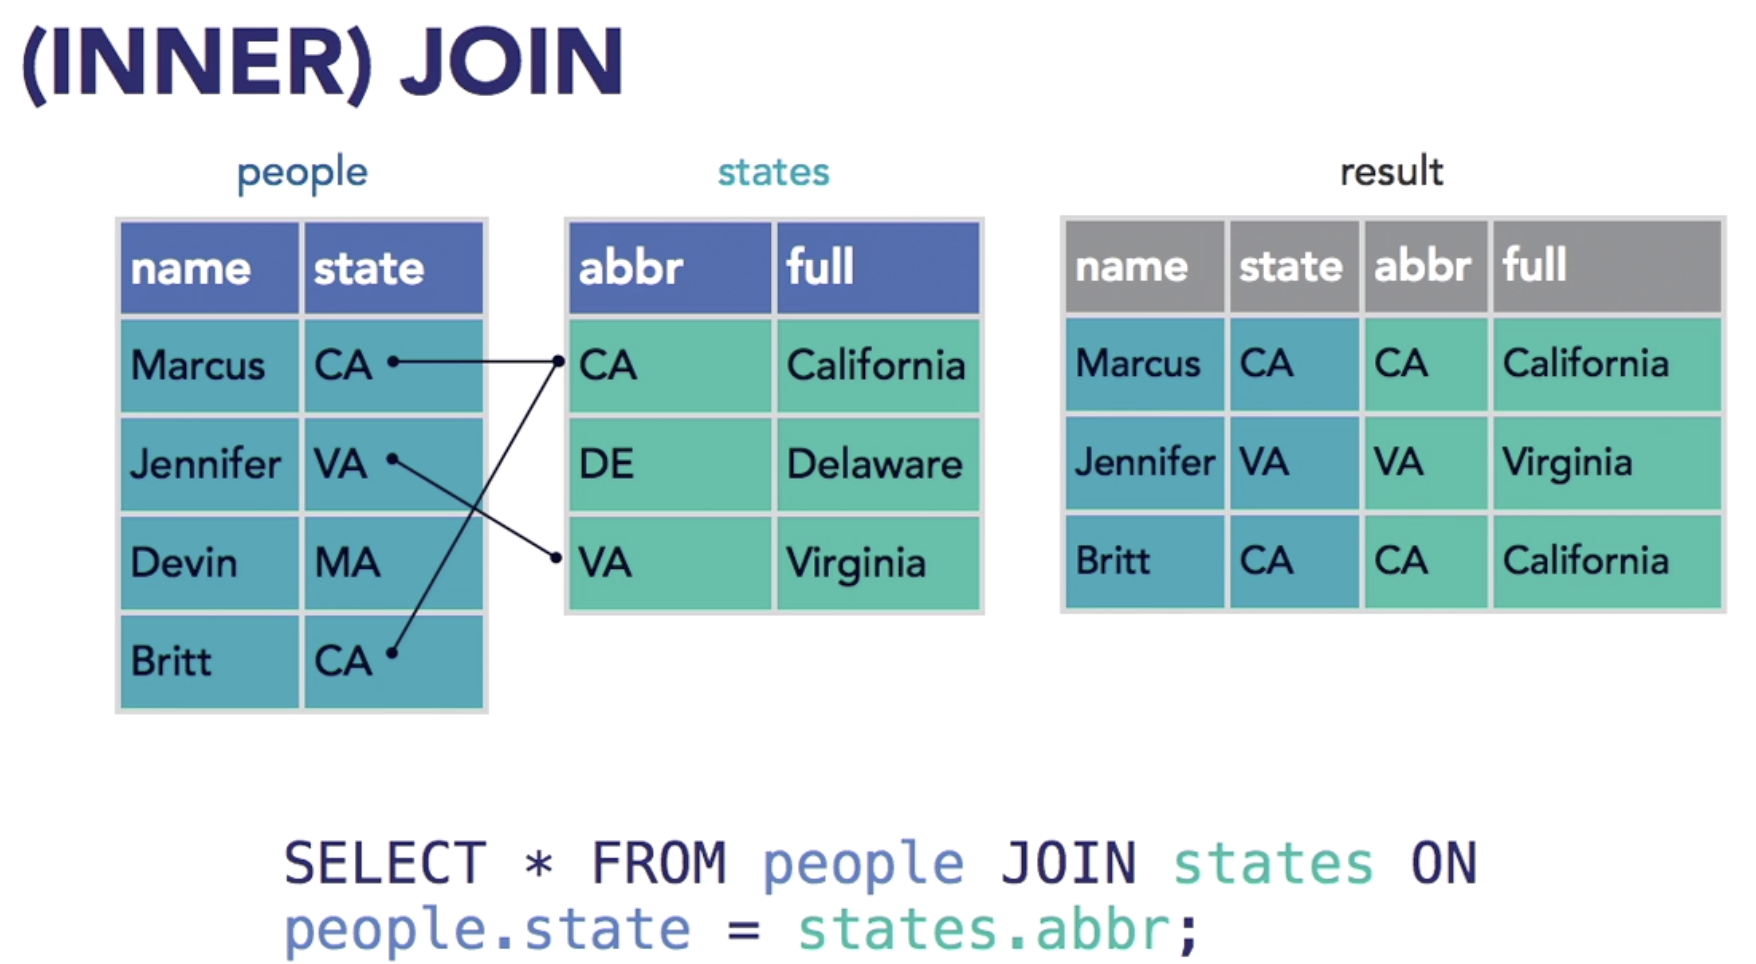 (INNER) JOIN
people
name state
Marcus CA
Jennifer VA
Devin MA
Britt CA
states
abbr full
CA California
DE Delaware
VA Virginia
result
name state abbr full
Marcus CA CA California
Jennifer VA VA Virginia
Britt CA CA California
SELECT * FROM people JOIN states ON
people.state = states.abbr;